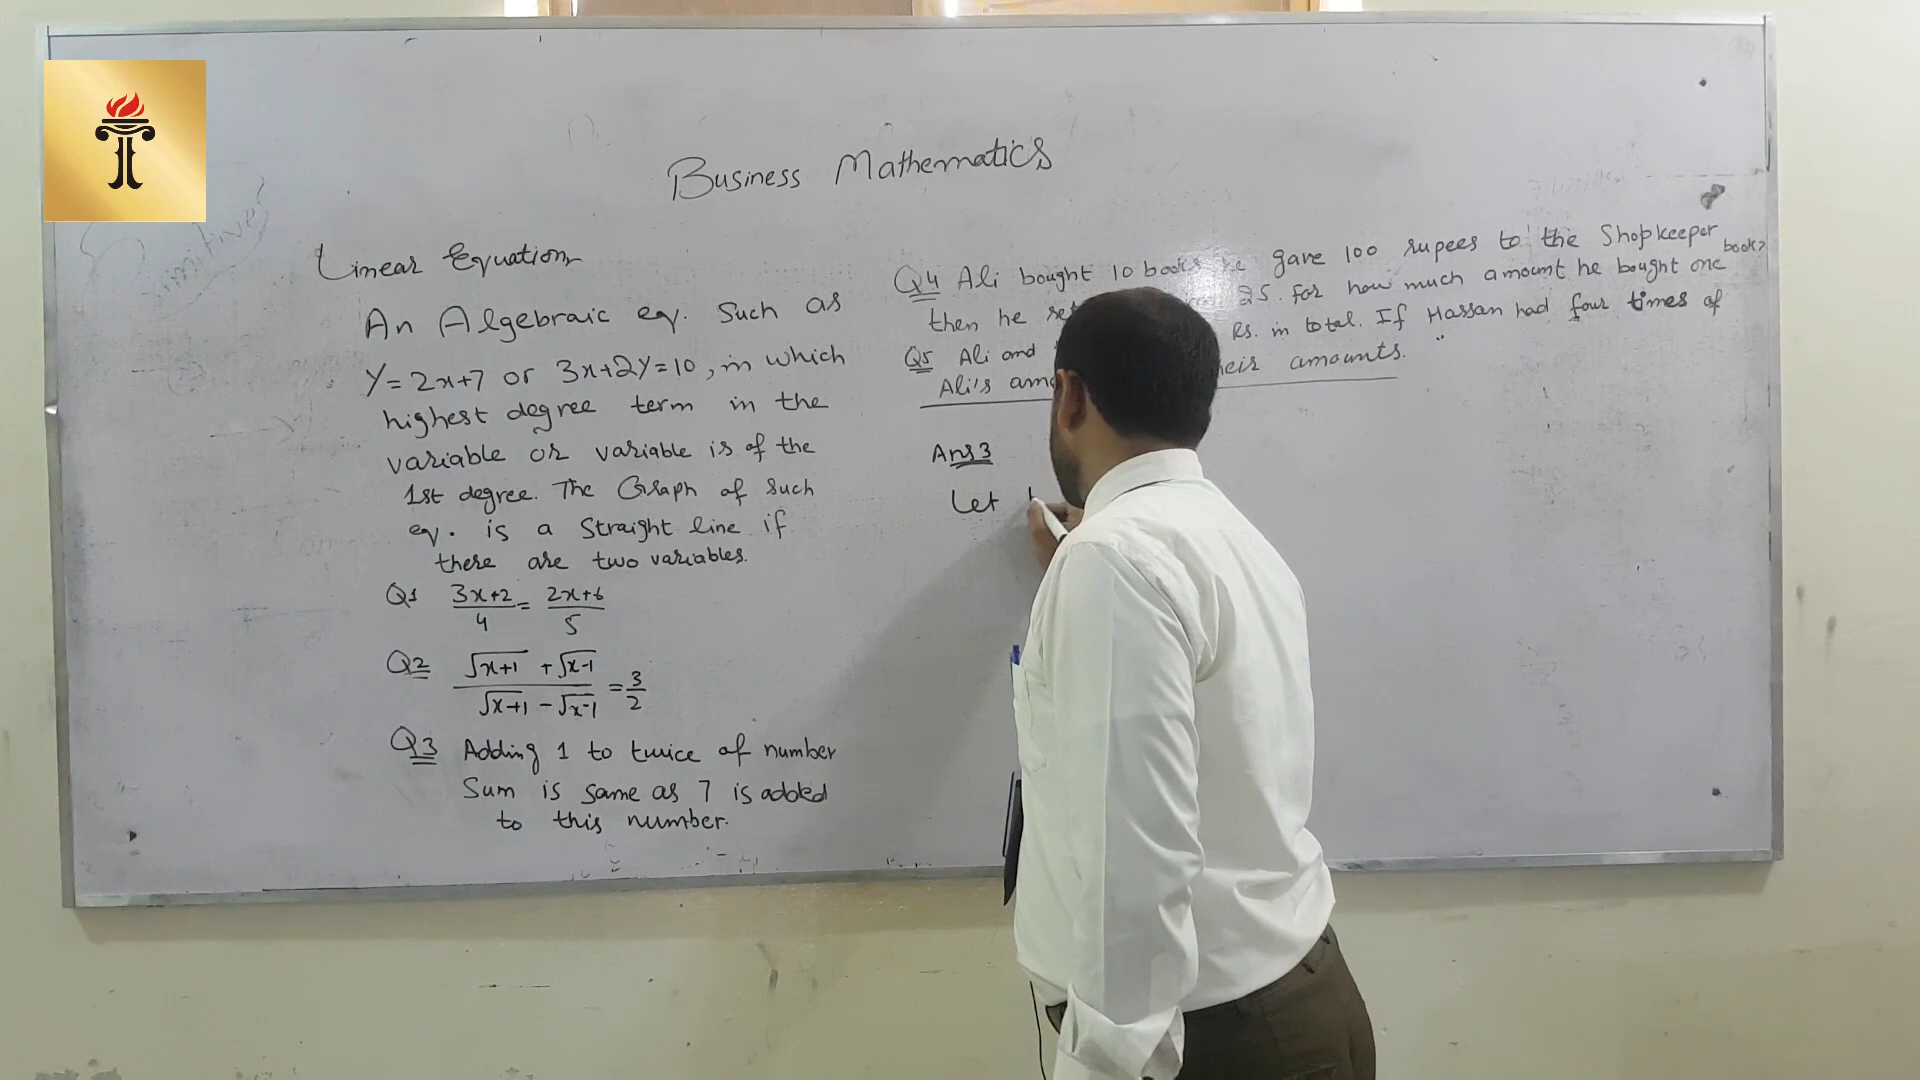 Business Mathematics
Linear Equation
An Algebraic eq. Such as
Y=2x+7 or 3x+2Y=10, in which
highest degree term in the
variable or variable is of the
1st degree. The Graph of such
eq. is a straight line if
there are two variables.
Q1 (3x+2)/4 = (2x+6)/5
Q2 (√x+1 + √x-1)/(√x+1 - √x-1) = 3/2
Q3 Adding 1 to twice of number
Sum is same as 7 is added
to this number.
Q4 Ali bought 10 books gave 100 rupees to the Shopkeeper
then he 25. For how much amount he bought one book?
Q5 Ali and Rs. in total. If Hassan had four times of
Ali's amounts."
Ans 3
Let